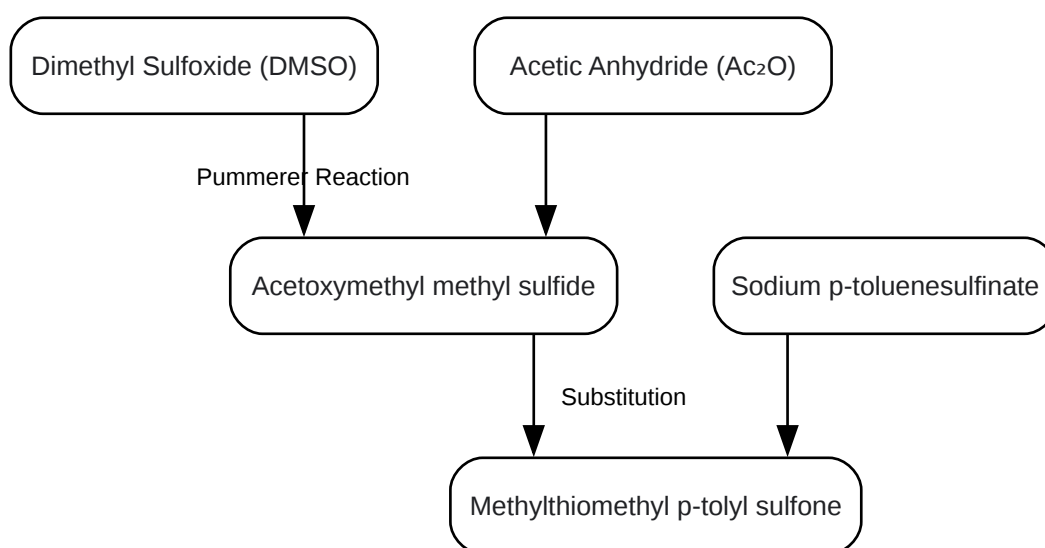 Dimethyl Sulfoxide (DMSO)
Acetic Anhydride (Ac₂O)
Pummerer Reaction
Acetoxymethyl methyl sulfide
Sodium p-toluenesulfinate
Substitution
Methylthiomethyl p-tolyl sulfone